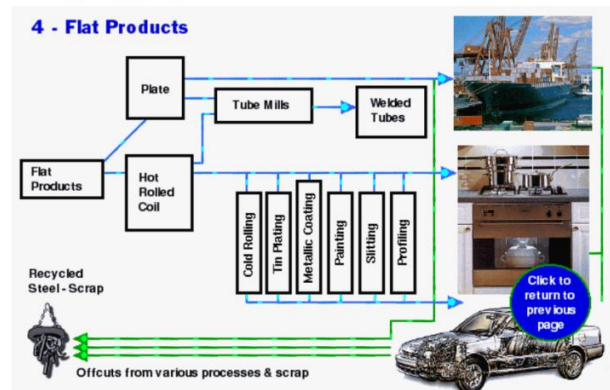 4 - Flat Products
Plate
Tube Mills
Welded
Tubes
Flat
Products
Hot
Rolled
Coil
Cold Rolling
Tin Plating
Metallic Coating
Painting
Slitting
Profiling
Recycled
Steel - Scrap
Click to
return to
previous
page
Offcuts from various processes & scrap